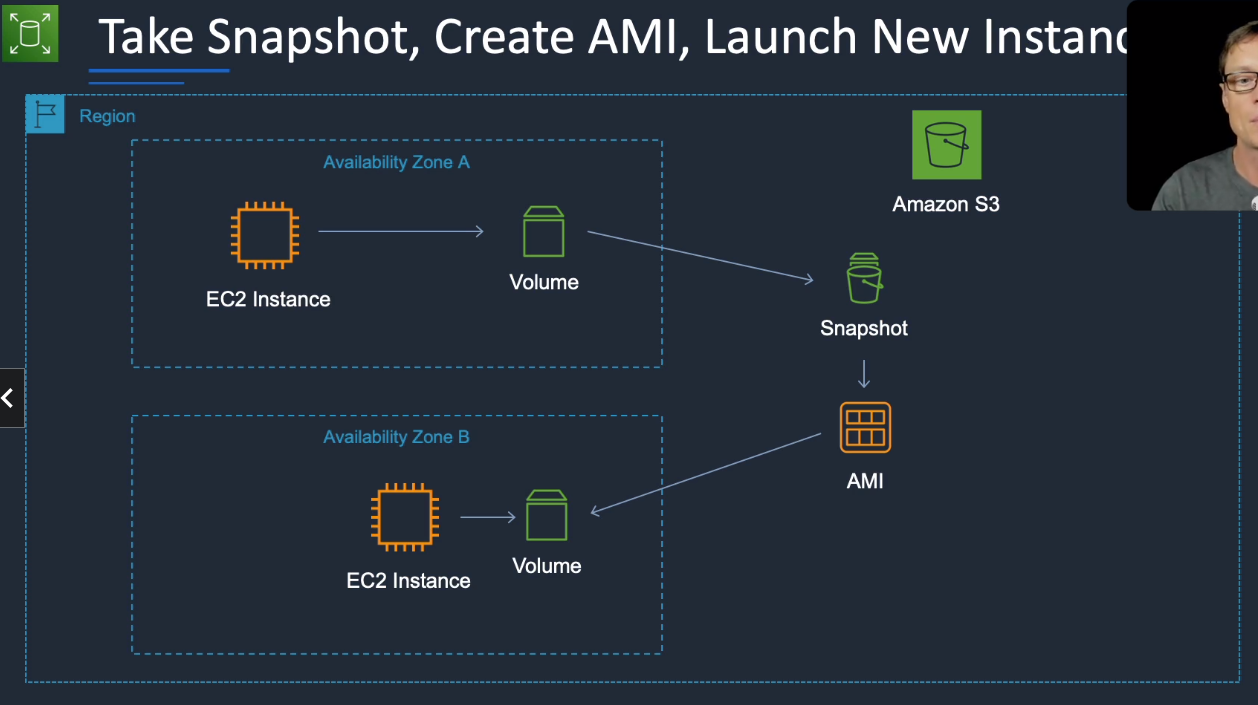 Take Snapshot, Create AMI, Launch New Instanc
Region
Availability Zone A
Amazon S3
EC2 Instance
Volume
Snapshot
Availability Zone B
AMI
EC2 Instance
Volume